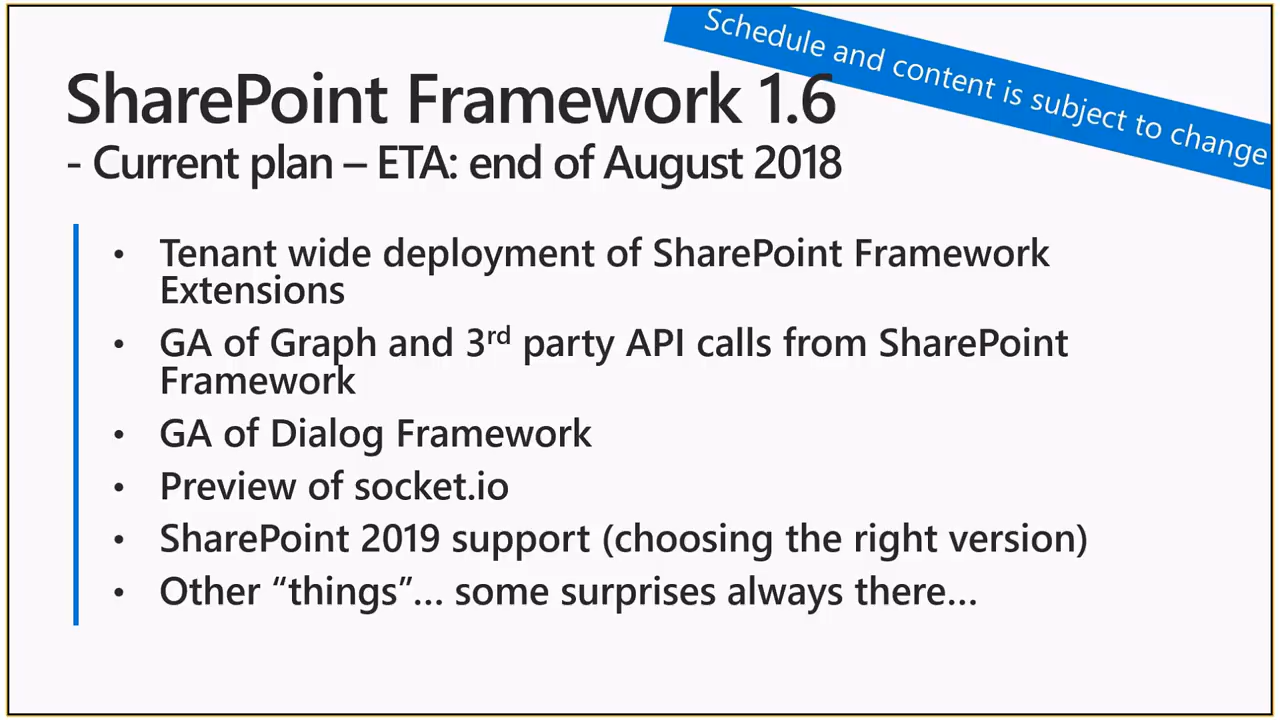 Schedule and content is subject to change
SharePoint Framework 1.6
- Current plan – ETA: end of August 2018
• Tenant wide deployment of SharePoint Framework
Extensions
• GA of Graph and 3rd party API calls from SharePoint
Framework
• GA of Dialog Framework
• Preview of socket.io
• SharePoint 2019 support (choosing the right version)
• Other “things”… some surprises always there…